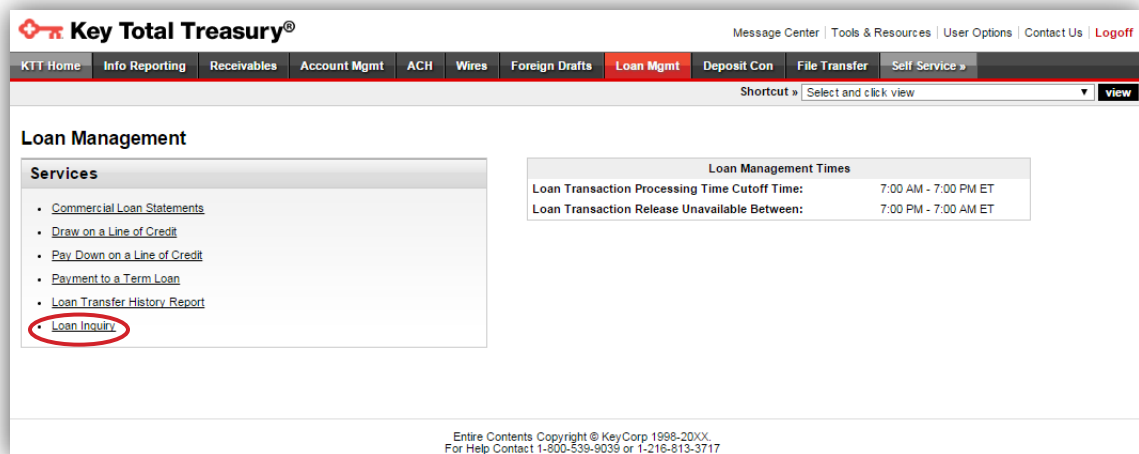 Key Total Treasury®
Message Center | Tools & Resources | User Options | Contact Us | Logoff
KTT Home Info Reporting Receivables Account Mgmt ACH Wires Foreign Drafts Loan Mgmt Deposit Con File Transfer Self Service »
Shortcut » Select and click view view
Loan Management
Services
Commercial Loan Statements
Draw on a Line of Credit
Pay Down on a Line of Credit
Payment to a Term Loan
Loan Transfer History Report
Loan Inquiry
Loan Management Times
Loan Transaction Processing Time Cutoff Time: 7:00 AM - 7:00 PM ET
Loan Transaction Release Unavailable Between: 7:00 PM - 7:00 AM ET
Entire Contents Copyright © KeyCorp 1998-20XX.
For Help Contact 1-800-539-9039 or 1-216-813-3717